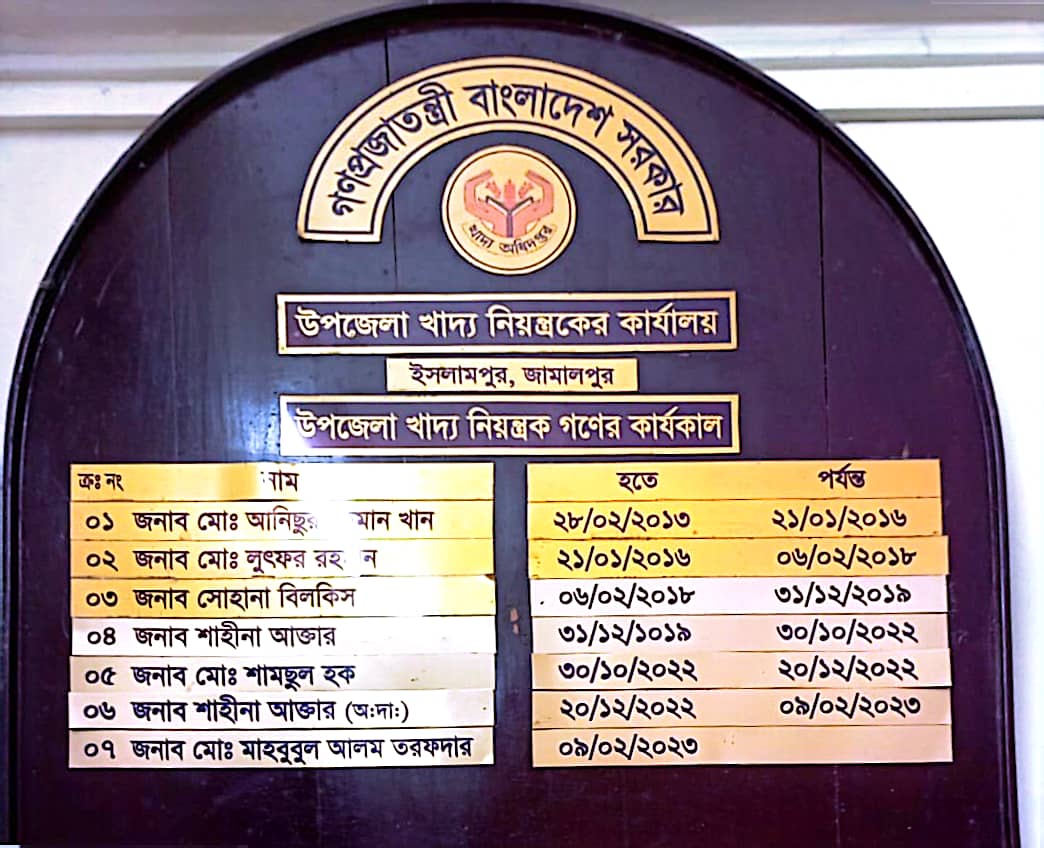 গণপ্রজাতন্ত্রী বাংলাদেশ সরকার
খাদ্য অধিদপ্তর
উপজেলা খাদ্য নিয়ন্ত্রকের কার্যালয়
ইসলামপুর, জামালপুর
উপজেলা খাদ্য নিয়ন্ত্রক গণের কার্যকাল
ক্রঃ নং হতে পর্যন্ত
০১ জনাব মোঃ খান ২৮/০২/২০১৩ ২১/০১/২০১৬
০২ জনাব মোঃ লুৎফর ২১/০১/২০১৬ ০৬/০২/২০১৮
০৩ জনাব সোহানা বিলকিস ০৬/০২/২০১৮ ৩১/১২/২০১৯
০৪ জনাব শাহীনা আক্তার ৩১/১২/১০১৯ ৩০/১০/২০২২
০৫ জনাব মোঃ শামছুল হক ৩০/১০/২০২২ ২০/১২/২০২২
০৬ জনাব শাহীনা আক্তার (অ:দা:) ২০/১২/২০২২ ০৯/০২/২০২৩
০৭ জনাব মোঃ মাহবুবুল আলম তরফদার ০৯/০২/২০২৩